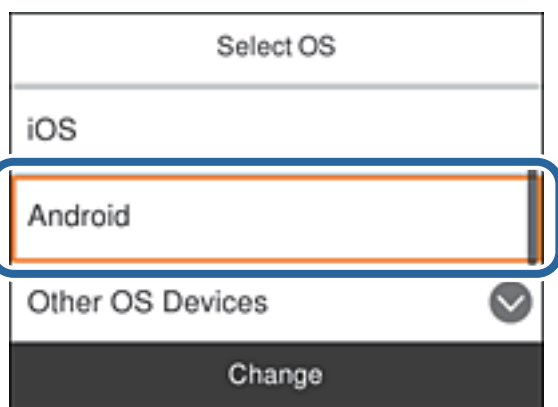 Select OS
iOS
Android
Other OS Devices
Change